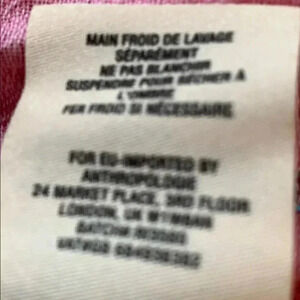 MAIN FROID DE LAVAGE
SÉPARÉMENT
NE PAS BLANCHIR
SUSPENDRE POUR SÉCHER À
L'OMBRE
FER FROID SI NÉCESSAIRE
FOR EU-IMPORTED BY
ANTHROPOLOGIE
24 MARKET PLACE, 3RD FLOOR
LONDON, UK